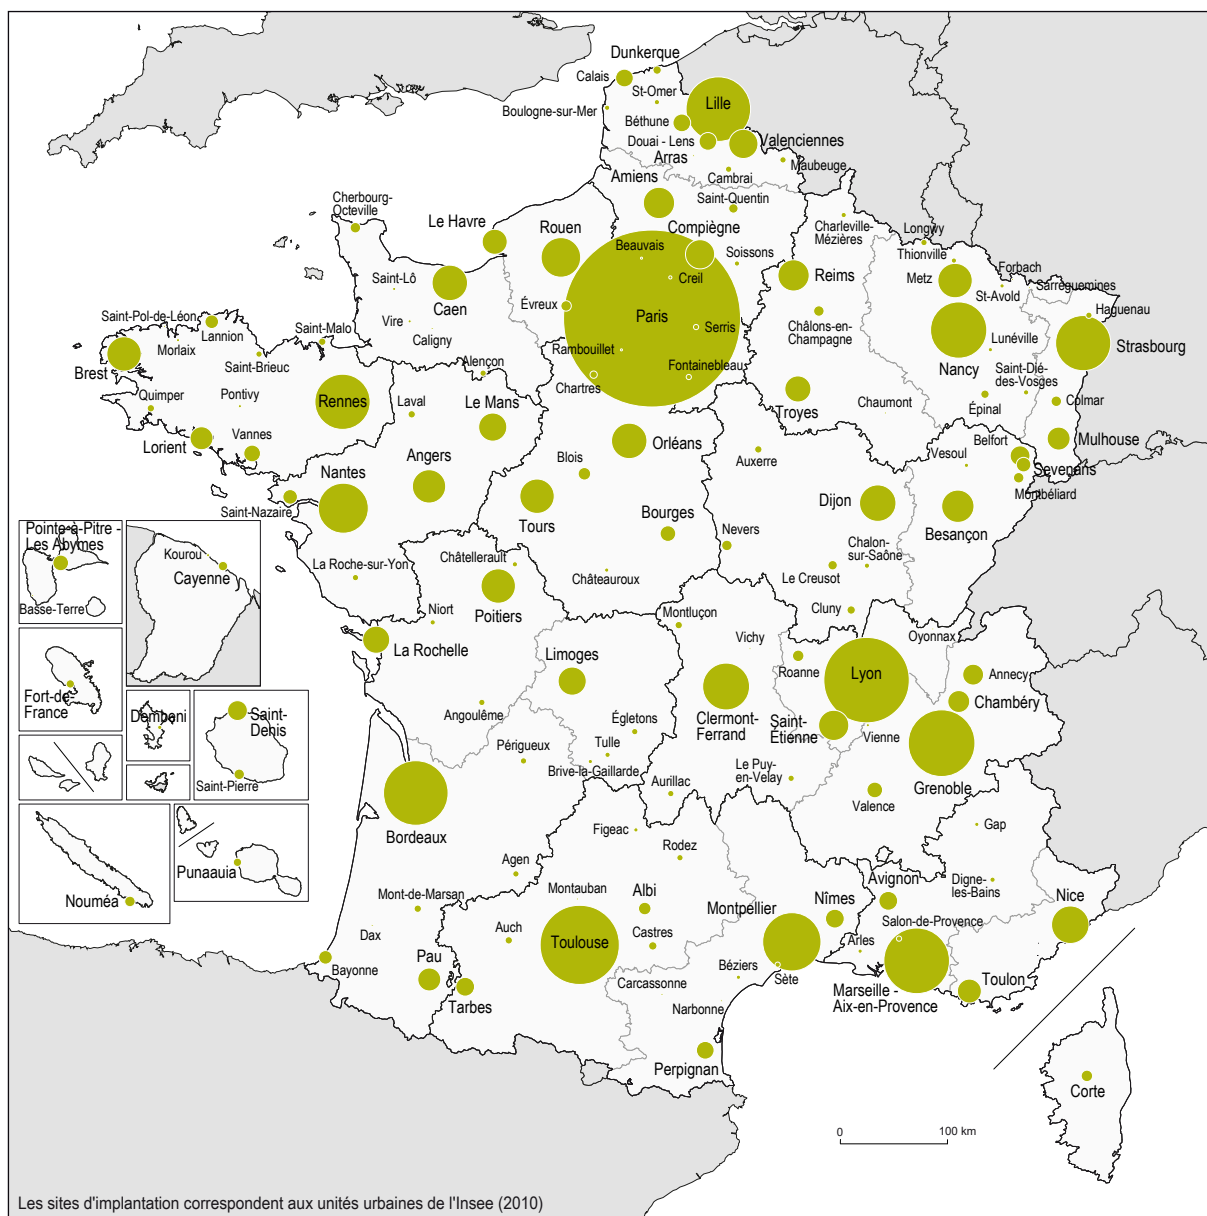 Dunkerque
Calais
St-Omer
Boulogne-sur-Mer
Lille
Béthune
Douai - Lens
Valenciennes
Arras
Maubeuge
Cambrai
Amiens
Saint-Quentin
Cherbourg-
Octeville
Le Havre
Rouen
Compiègne
Beauvais
Soissons
Creil
Charleville-
Mézières
Longwy
Thionville
Forbach
Metz
Sarreguemines
St-Avold
Haguenau
Reims
Saint-Lô
Caen
Évreux
Paris
Serris
Châlons-en-
Champagne
Vire
Caligny
Lunéville
Strasbourg
Nancy
Saint-Pol-de-Léon
Lannion
Saint-Malo
Morlaix
Brest
Saint-Brieuc
Alençon
Rambouillet
Fontainebleau
Chartres
Saint-Dié-
des-Vosges
Troyes
Chaumont
Épinal
Colmar
Quimper
Pontivy
Rennes
Laval
Le Mans
Lorient
Vannes
Orléans
Auxerre
Belfort
Mulhouse
Vesoul
Sevenans
Montbéliard
Nantes
Angers
Blois
Saint-Nazaire
Tours
Bourges
Dijon
Besançon
Nevers
Chalon-
sur-Saône
Le Creusot
Pointe-à-Pitre -
Les Abymes
Basse-Terre
Kourou
Cayenne
La Roche-sur-Yon
Châtellerault
Châteauroux
Poitiers
Niort
Cluny
Montluçon
Vichy
Oyonnax
La Rochelle
Limoges
Roanne
Lyon
Annecy
Chambéry
Fort-de-
France
Dembeni
Saint-
Denis
Saint-Pierre
Angoulême
Clermont-
Ferrand
Saint-
Étienne
Vienne
Égletons
Périgueux
Tulle
Brive-la-Gaillarde
Aurillac
Le Puy-
en-Velay
Valence
Grenoble
Bordeaux
Figeac
Rodez
Gap
Nouméa
Punaauia
Agen
Mont-de-Marsan
Montauban
Albi
Avignon
Digne-
les-Bains
Nîmes
Nice
Montpellier
Salon-de-Provence
Dax
Auch
Toulouse
Castres
Arles
Bayonne
Pau
Tarbes
Béziers
Sète
Carcassonne
Narbonne
Marseille -
Aix-en-Provence
Toulon
Perpignan
Corte
0
100 km
Les sites d'implantation correspondent aux unités urbaines de l'Insee (2010)